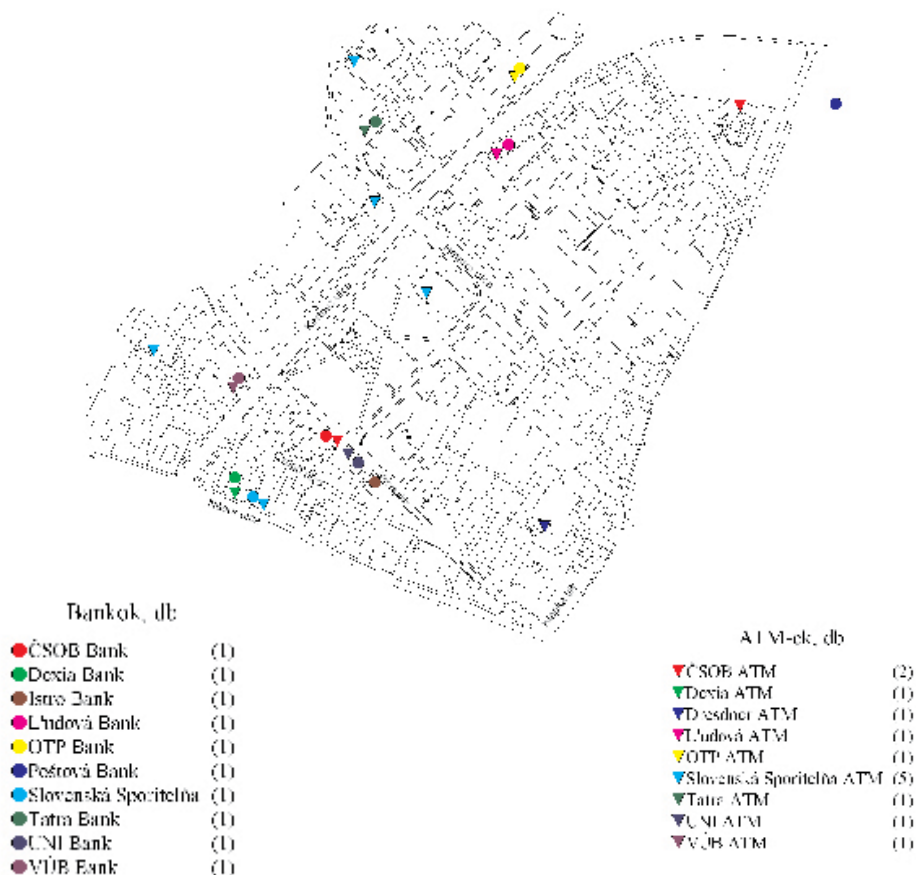 Bankok, db
ČSOB Bank (1)
Dexia Bank (1)
Istro Bank (1)
L'udová Bank (1)
OTP Bank (1)
Poštová Bank (1)
Slovenská Sporiteľňa (1)
Tatra Bank (1)
UNI Bank (1)
VÚB Bank (1)
ATM-ek, db
ČSOB ATM (2)
Dexia ATM (1)
Dresdner ATM (1)
L'udová ATM (1)
OTP ATM (1)
Slovenská Sporiteľňa ATM (5)
Tatra ATM (1)
UNI ATM (1)
VÚB ATM (1)